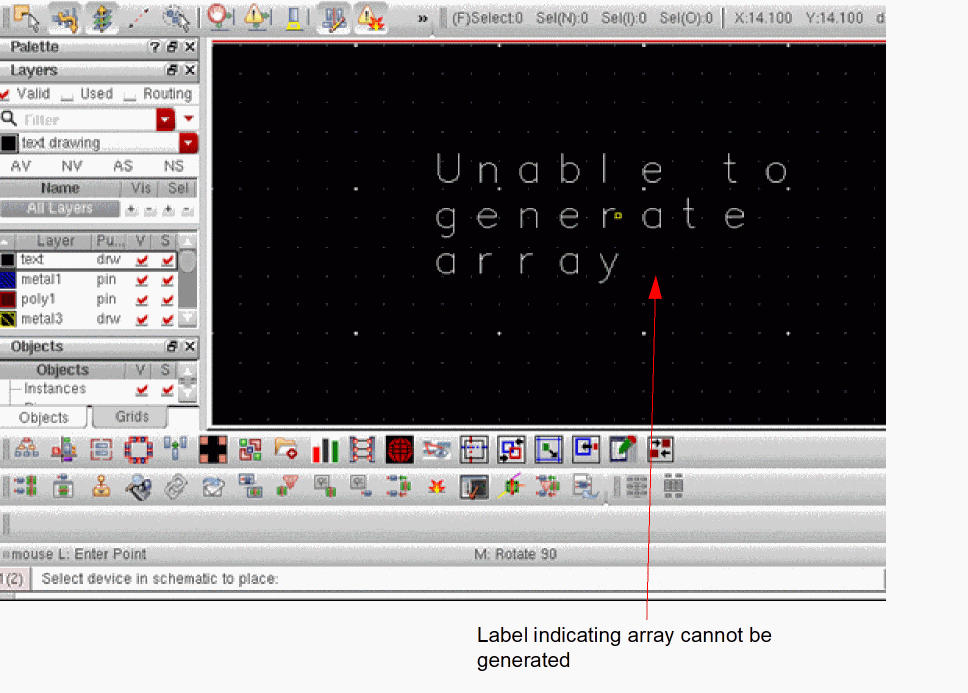 » (F)Select:0 Sel(N):0 Sel(I):0 Sel(O):0 X:14.100 Y:14.100 d
Palette
Layers
Valid Used Routing
Filter
text drawing
AV NV AS NS
Name Vis Sel
All Layers
Layer Pu... V S
text drw
metal1 pin
poly1 pin
metal3 drw
Objects
Objects V S
Instances
Objects Grids
Unable to
generate
array
mouse L: Enter Point M: Rotate 90
1(2) Select device in schematic to place:
Label indicating array cannot be
generated